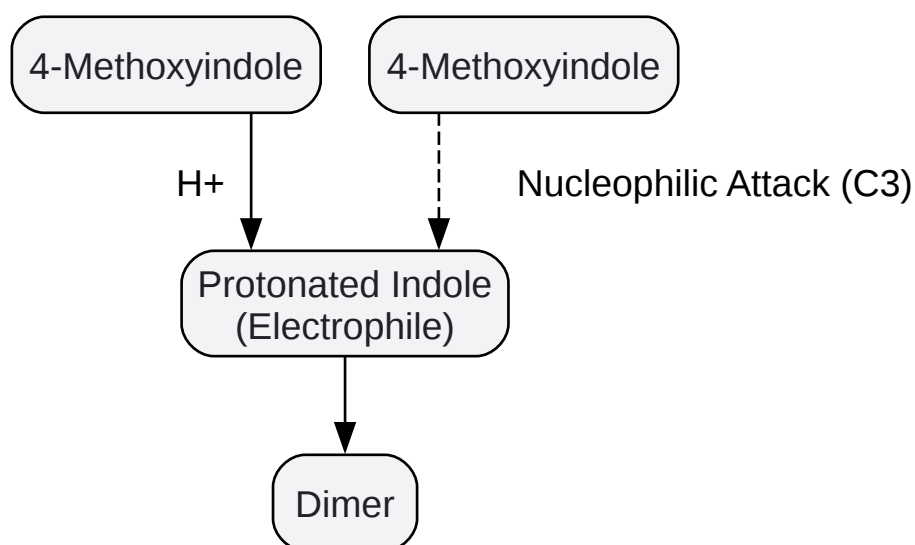 4-Methoxyindole
4-Methoxyindole
H+
Nucleophilic Attack (C3)
Protonated Indole
(Electrophile)
Dimer